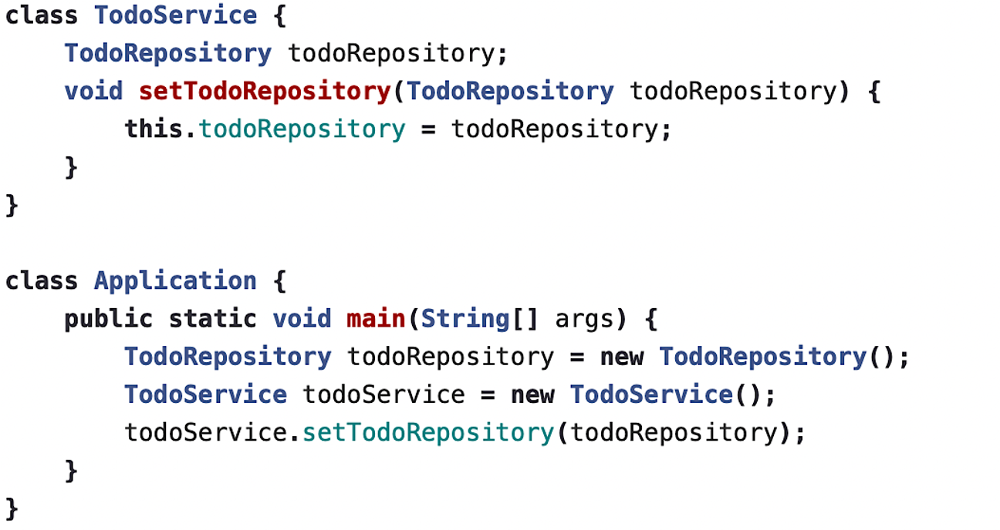 class TodoService {
    TodoRepository todoRepository;
    void setTodoRepository(TodoRepository todoRepository) {
        this.todoRepository = todoRepository;
    }
}

class Application {
    public static void main(String[] args) {
        TodoRepository todoRepository = new TodoRepository();
        TodoService todoService = new TodoService();
        todoService.setTodoRepository(todoRepository);
    }
}